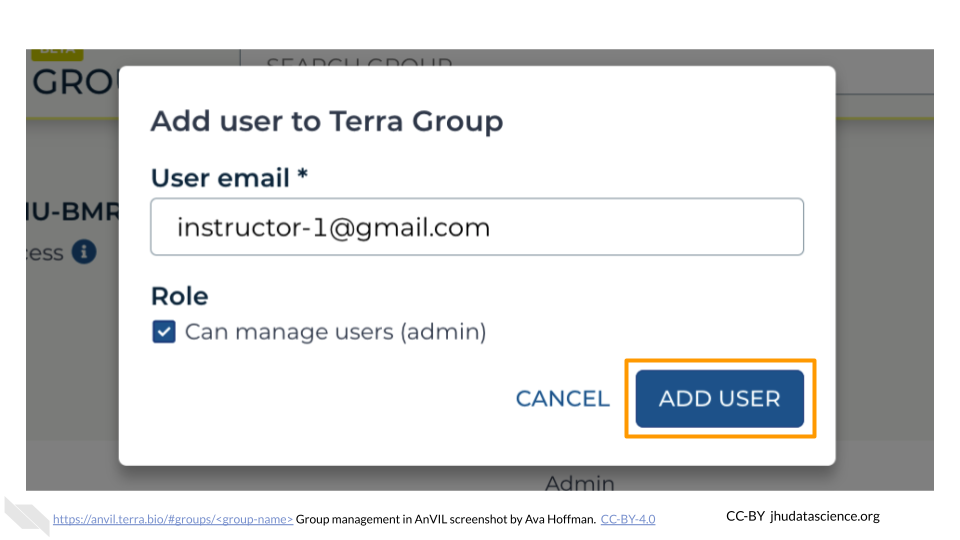 BETA
GRO
SEARCH GROUP
Add user to Terra Group
User email *
instructor-1@gmail.com
IU-BMR
cess
Role
Can manage users (admin)
CANCEL
ADD USER
Admin
https://anvil.terra.bio/#groups/<group-name> Group management in AnVIL screenshot by Ava Hoffman. CC-BY-4.0
CC-BY jhudatascience.org